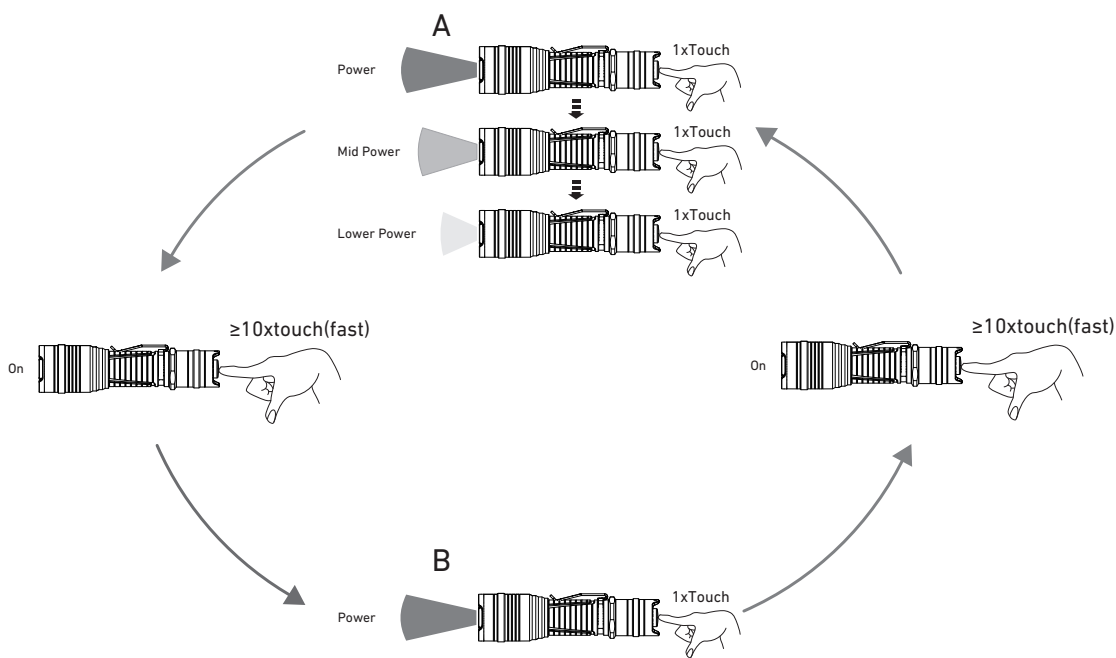 A
Power
1xTouch
Mid Power
1xTouch
Lower Power
1xTouch
On
≥10xtouch(fast)
On
≥10xtouch(fast)
B
Power
1xTouch